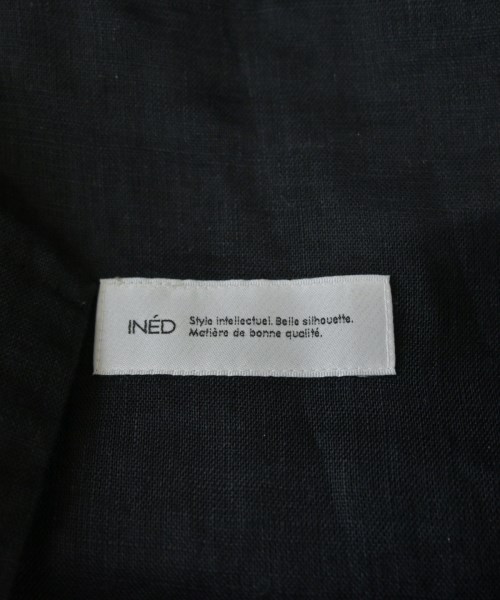 INÉD
Style intellectuel. Belle silhouette.
Matière de bonne qualité.